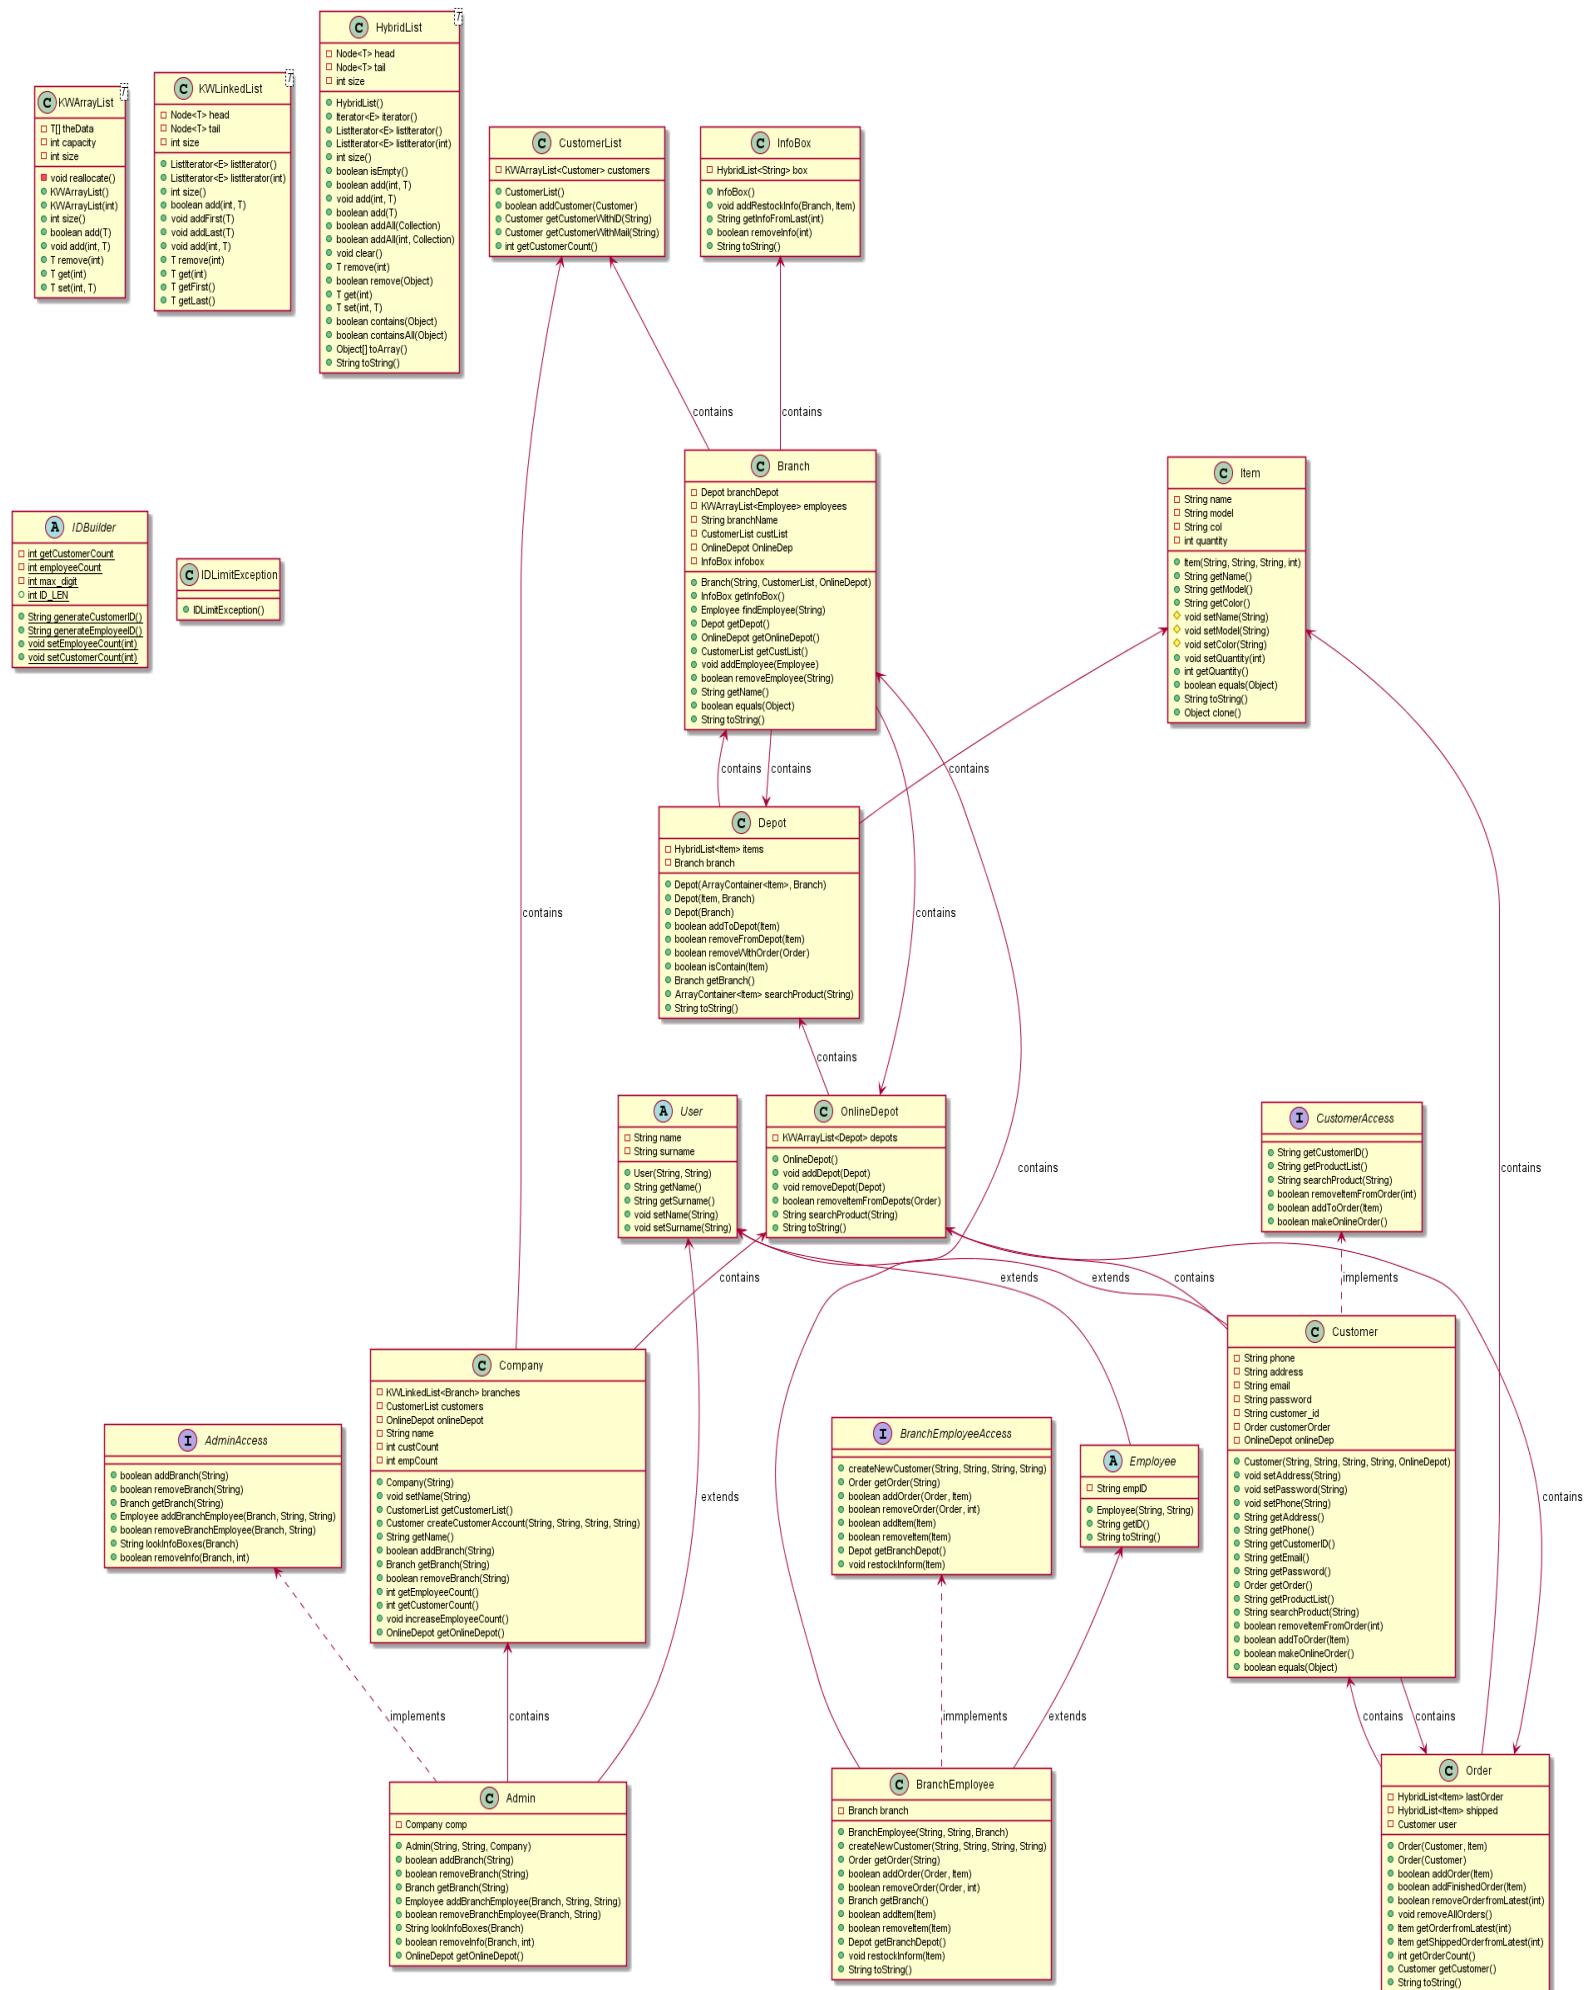 C HybridList T
Node<T> head
Node<T> tail
int size
HybridList()
Iterator<E> iterator()
ListIterator<E> listIterator()
ListIterator<E> listIterator(int)
int size()
boolean isEmpty()
boolean add(int, T)
void add(int, T)
boolean add(T)
boolean addAll(Collection)
boolean addAll(int, Collection)
void clear()
T remove(int)
boolean remove(Object)
T get(int)
T set(int, T)
boolean contains(Object)
boolean containsAll(Object)
Object[] toArray()
String toString()
C KWArrayList T
T[] theData
int capacity
int size
void reallocate()
KWArrayList()
KWArrayList(int)
int size()
boolean add(T)
void add(int, T)
T remove(int)
T get(int)
T set(int, T)
C KWLinkedList T
Node<T> head
Node<T> tail
int size
ListIterator<E> listIterator()
ListIterator<E> listIterator(int)
int size()
boolean add(int, T)
void addFirst(T)
void addLast(T)
void add(int, T)
T remove(int)
T get(int)
T getFirst()
T getLast()
C CustomerList
KWArrayList<Customer> customers
CustomerList()
boolean addCustomer(Customer)
Customer getCustomerWithID(String)
Customer getCustomerWithMail(String)
int getCustomerCount()
C InfoBox
HybridList<String> box
InfoBox()
void addRestockInfo(Branch, Item)
String getInfoFromLast(int)
boolean removeInfo(int)
String toString()
contains
contains
C Branch
Depot branchDepot
KWArrayList<Employee> employees
String branchName
CustomerList custList
OnlineDepot OnlineDep
InfoBox infobox
Branch(String, CustomerList, OnlineDepot)
InfoBox getInfoBox()
Employee findEmployee(String)
Depot getDepot()
OnlineDepot getOnlineDepot()
CustomerList getCustList()
void addEmployee(Employee)
boolean removeEmployee(String)
String getName()
boolean equals(Object)
String toString()
C Item
String name
String model
String col
int quantity
Item(String, String, String, int)
String getName()
String getModel()
String getColor()
void setName(String)
void setModel(String)
void setColor(String)
void setQuantity(int)
int getQuantity()
boolean equals(Object)
String toString()
Object clone()
A IDBuilder
int getCustomerCount
int employeeCount
int max_digit
int ID_LEN
String generateCustomerID()
String generateEmployeeID()
void setEmployeeCount(int)
void setCustomerCount(int)
C IDLimitException
IDLimitException()
contains
contains
contains
C Depot
HybridList<Item> items
Branch branch
Depot(ArrayContainer<Item>, Branch)
Depot(Item, Branch)
Depot(Branch)
boolean addToDepot(Item)
boolean removeFromDepot(Item)
boolean removeWithOrder(Order)
boolean isContain(Item)
Branch getBranch()
ArrayContainer<Item> searchProduct(String)
String toString()
contains
contains
contains
A User
String name
String surname
User(String, String)
String getName()
String getSurname()
void setName(String)
void setSurname(String)
C OnlineDepot
KWArrayList<Depot> depots
OnlineDepot()
void addDepot(Depot)
void removeDepot(Depot)
boolean removeItemFromDepots(Order)
String searchProduct(String)
String toString()
contains
I CustomerAccess
String getCustomerID()
String getProductList()
String searchProduct(String)
boolean removeItemFromOrder(int)
boolean addToOrder(Item)
boolean makeOnlineOrder()
contains
contains
extends
extends
contains
implements
C Company
KWLinkedList<Branch> branches
CustomerList customers
OnlineDepot onlineDepot
String name
int custCount
int empCount
Company(String)
void setName(String)
CustomerList getCustomerList()
Customer createCustomerAccount(String, String, String, String)
String getName()
boolean addBranch(String)
Branch getBranch(String)
boolean removeBranch(String)
int getEmployeeCount()
int getCustomerCount()
void increaseEmployeeCount()
OnlineDepot getOnlineDepot()
C Customer
String phone
String address
String email
String password
String customer_id
Order customerOrder
OnlineDepot onlineDep
Customer(String, String, String, String, OnlineDepot)
void setAddress(String)
void setPassword(String)
void setPhone(String)
String getAddress()
String getPhone()
String getCustomerID()
String getEmail()
String getPassword()
Order getOrder()
String getProductList()
String searchProduct(String)
boolean removeItemFromOrder(int)
boolean addToOrder(Item)
boolean makeOnlineOrder()
boolean equals(Object)
I AdminAccess
boolean addBranch(String)
boolean removeBranch(String)
Branch getBranch(String)
Employee addBranchEmployee(Branch, String, String)
boolean removeBranchEmployee(Branch, String)
String lookInfoBoxes(Branch)
boolean removeInfo(Branch, int)
extends
I BranchEmployeeAccess
createNewCustomer(String, String, String, String)
Order getOrder(String)
boolean addOrder(Order, Item)
boolean removeOrder(Order, int)
boolean addItem(Item)
boolean removeItem(Item)
Depot getBranchDepot()
void restockInform(Item)
A Employee
String empID
Employee(String, String)
String getID()
String toString()
contains
implements
contains
immplements
extends
contains
contains
C Admin
Company comp
Admin(String, String, Company)
boolean addBranch(String)
boolean removeBranch(String)
Branch getBranch(String)
Employee addBranchEmployee(Branch, String, String)
boolean removeBranchEmployee(Branch, String)
String lookInfoBoxes(Branch)
boolean removeInfo(Branch, int)
OnlineDepot getOnlineDepot()
C BranchEmployee
Branch branch
BranchEmployee(String, String, Branch)
createNewCustomer(String, String, String, String)
Order getOrder(String)
boolean addOrder(Order, Item)
boolean removeOrder(Order, int)
Branch getBranch()
boolean addItem(Item)
boolean removeItem(Item)
Depot getBranchDepot()
void restockInform(Item)
String toString()
C Order
HybridList<Item> lastOrder
HybridList<Item> shipped
Customer user
Order(Customer, Item)
Order(Customer)
boolean addOrder(Item)
boolean addFinishedOrder(Item)
boolean removeOrderfromLatest(int)
void removeAllOrders()
Item getOrderfromLatest(int)
Item getShippedOrderfromLatest(int)
int getOrderCount()
Customer getCustomer()
String toString()